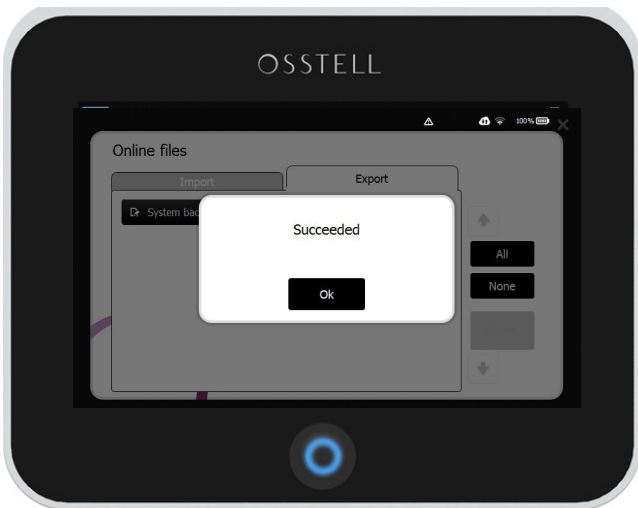 OSSTELL
100%
Online files
Import
Export
System bac
Succeeded
All
None
Ok